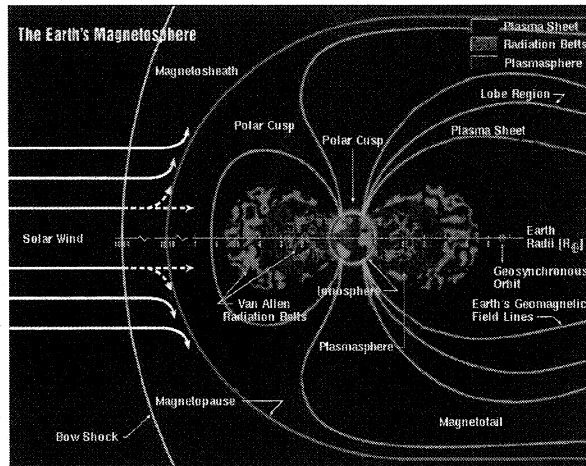 The Earth's Magnetosphere
Plasma Sheet
Radiation Belts
Plasmasphere
Magnetosheath
Lobe Region
Polar Cusp
Polar Cusp
Plasma Sheet
Solar Wind
Earth
Radii [R⊕]
Geosynchronous
Orbit
Van Allen
Radiation Belts
Ionosphere
Earth's Geomagnetic
Field Lines
Plasmasphere
Magnetopause
Magnetotail
Bow Shock